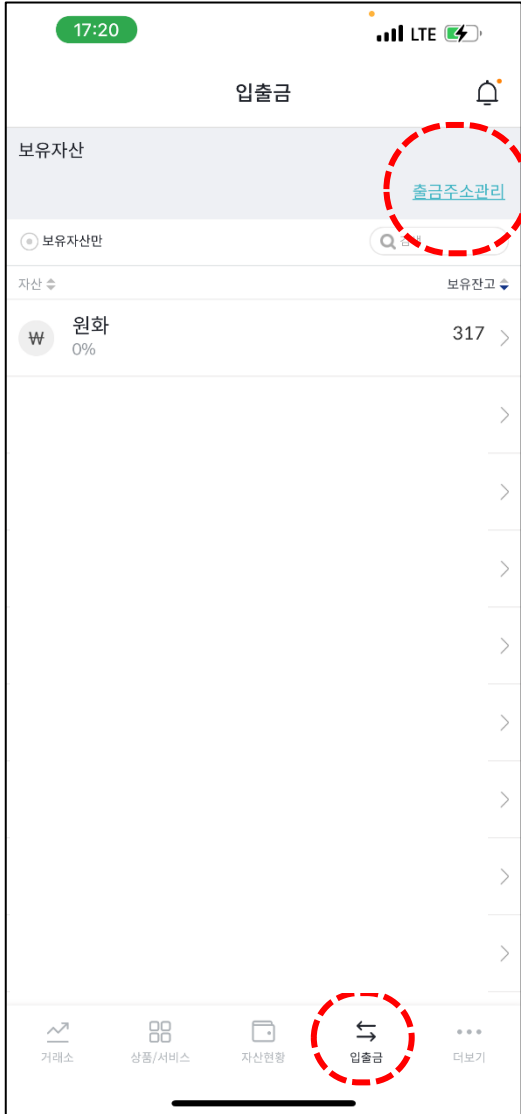 17:20
LTE
입출금
보유자산
출금주소관리
보유자산만
자산
보유잔고
₩
원화
317
0%
거래소
상품/서비스
자산현황
입출금
더보기